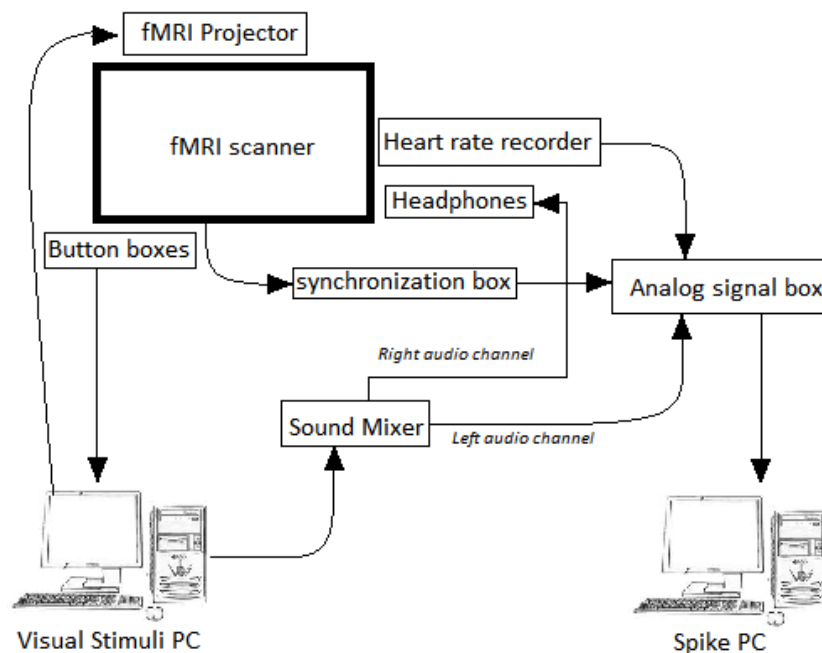 fMRI Projector
fMRI scanner
Heart rate recorder
Headphones
Button boxes
synchronization box
Analog signal box
Right audio channel
Sound Mixer
Left audio channel
Visual Stimuli PC
Spike PC